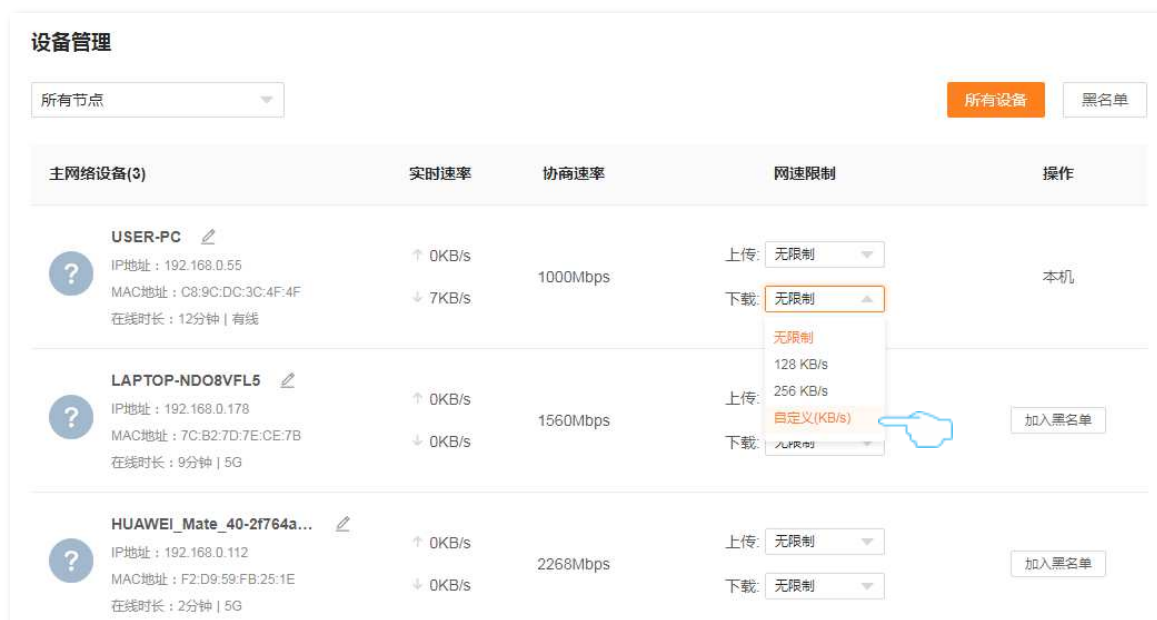 设备管理
所有节点
所有设备 黑名单
主网络设备(3) 实时速率 协商速率 网速限制 操作
USER-PC
IP地址：192.168.0.55
MAC地址：C8:9C:DC:3C:4F:4F
在线时长：12分钟 | 有线
↑ 0KB/s
↓ 7KB/s
1000Mbps
上传: 无限制
下载: 无限制
本机
无限制
128 KB/s
256 KB/s
自定义(KB/s)
LAPTOP-NDO8VFL5
IP地址：192.168.0.178
MAC地址：7C:B2:7D:7E:CE:7B
在线时长：9分钟 | 5G
↑ 0KB/s
↓ 0KB/s
1560Mbps
上传:
下载: 无限制
加入黑名单
HUAWEI_Mate_40-2f764a...
IP地址：192.168.0.112
MAC地址：F2:D9:59:FB:25:1E
在线时长：2分钟 | 5G
↑ 0KB/s
↓ 0KB/s
2268Mbps
上传: 无限制
下载: 无限制
加入黑名单